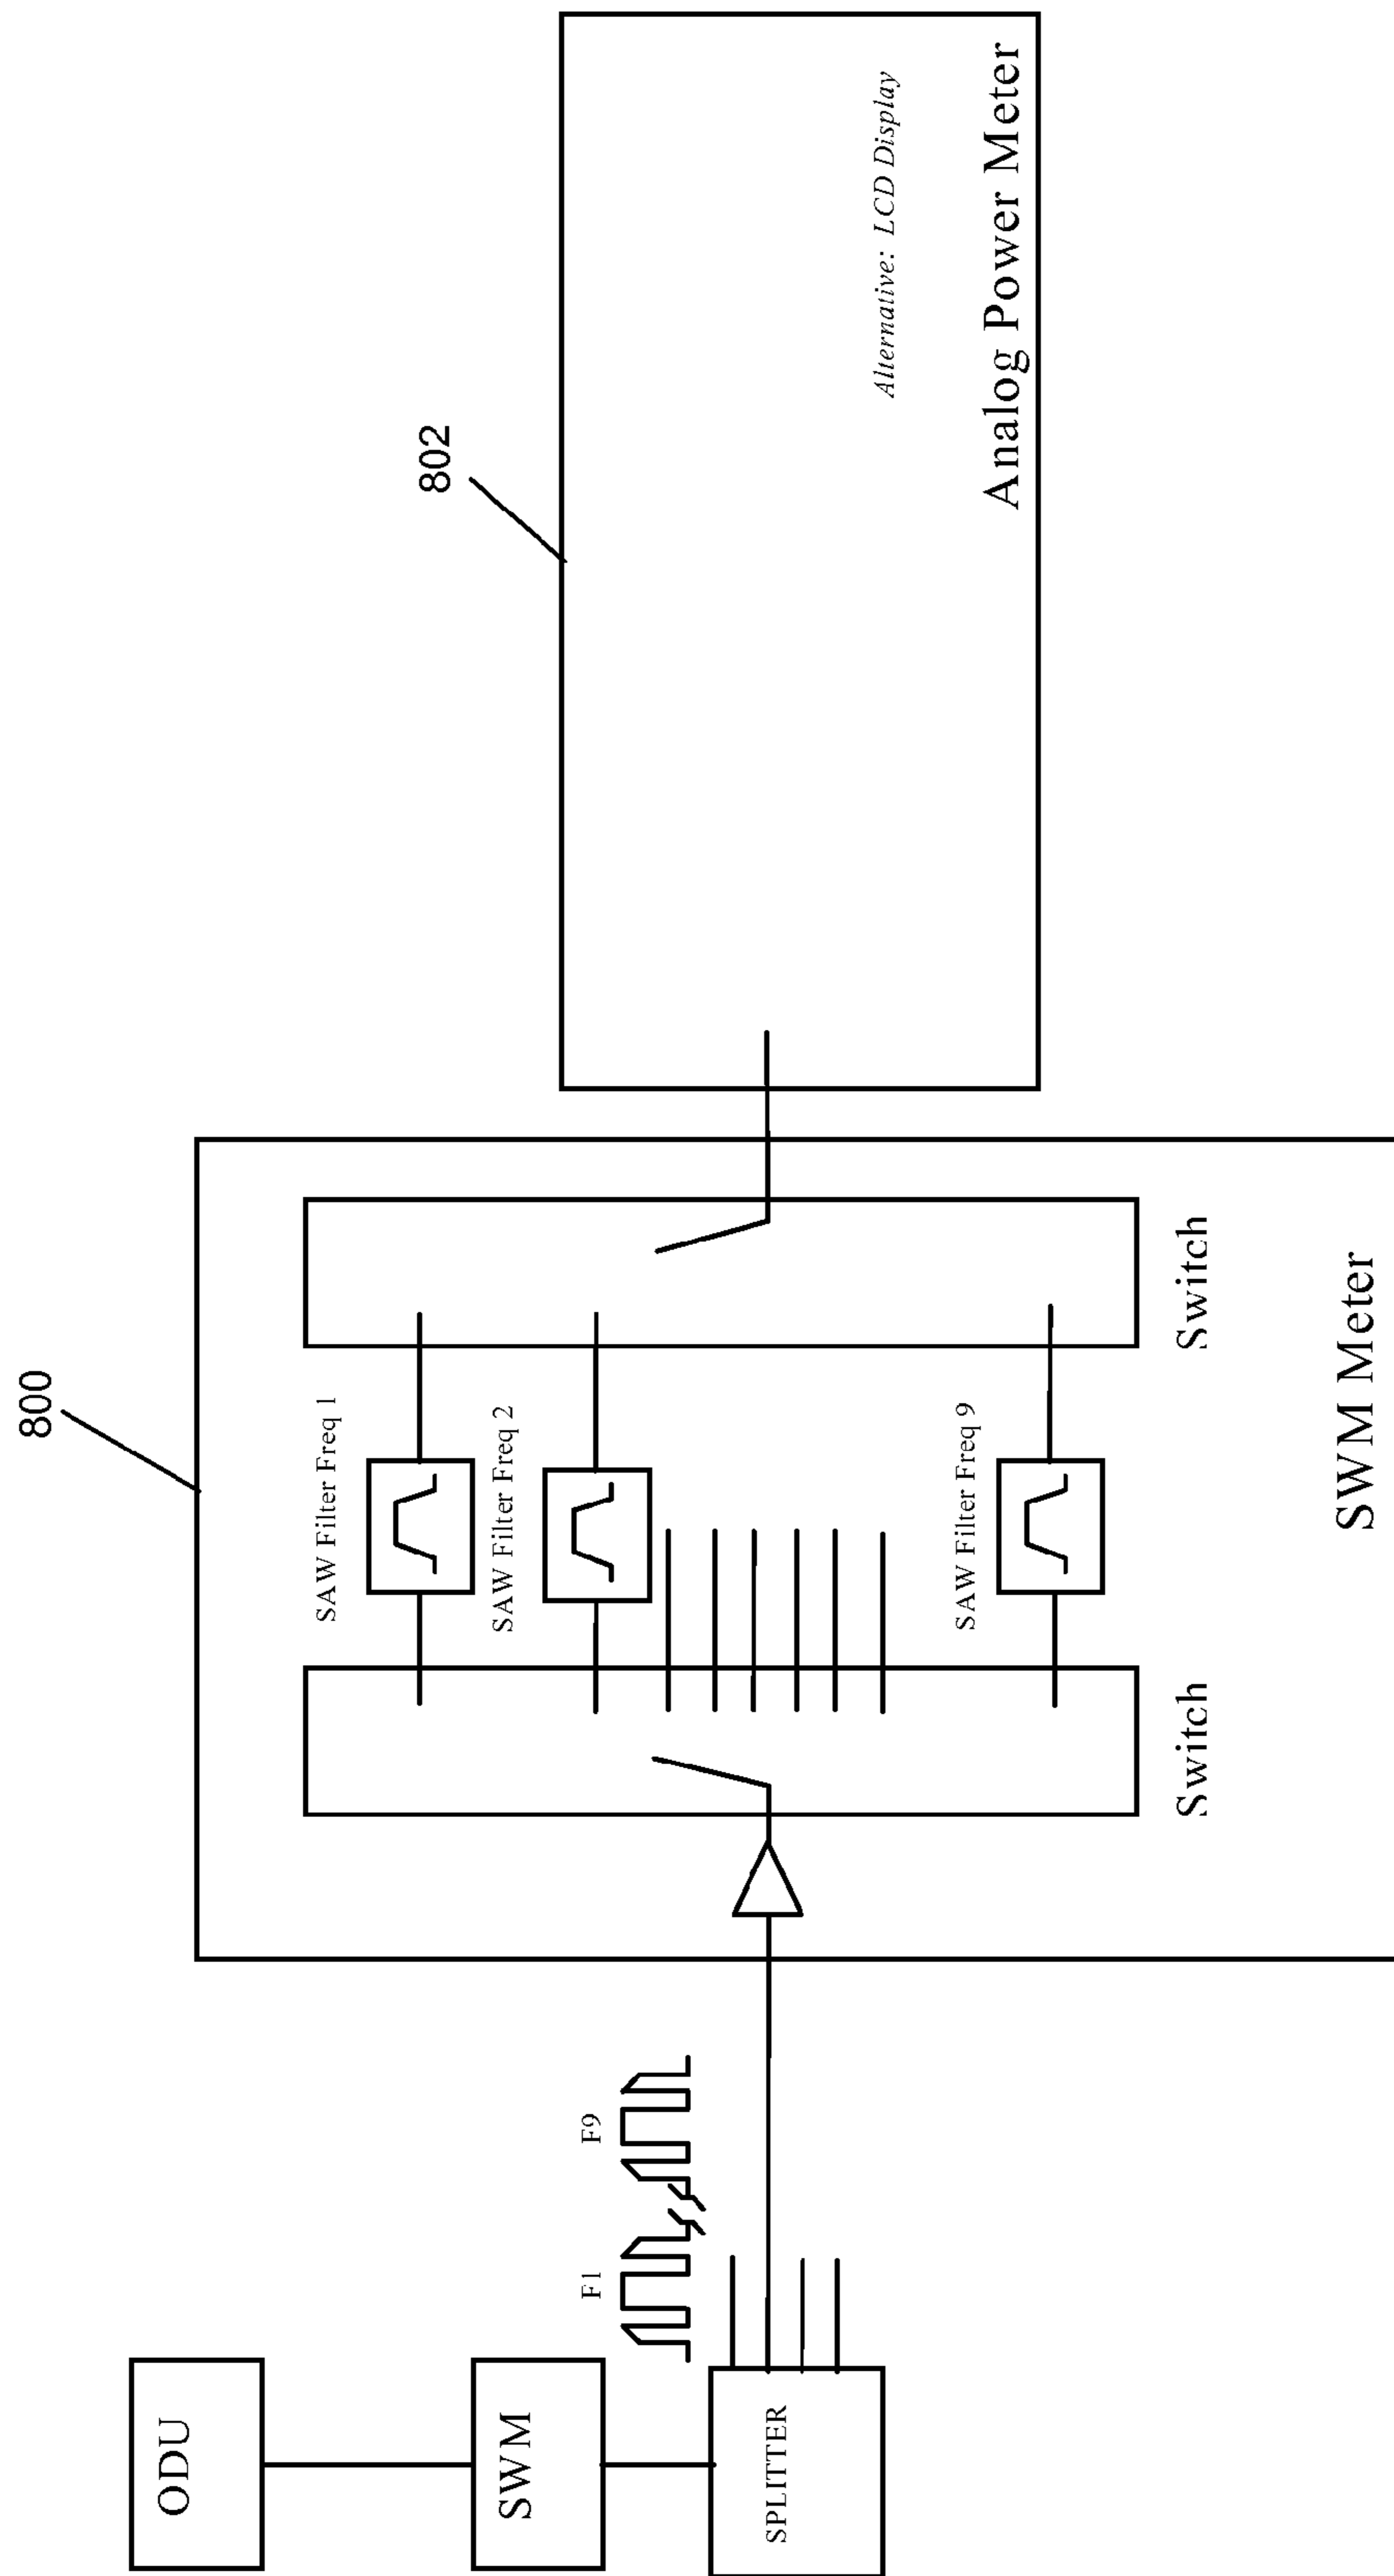 ODU
SWM
SPLITTER
F1
F9
800
SAW Filter Freq 1
SAW Filter Freq 2
SAW Filter Freq 9
Switch
Switch
SWM Meter
802
Alternative: LCD Display
Analog Power Meter